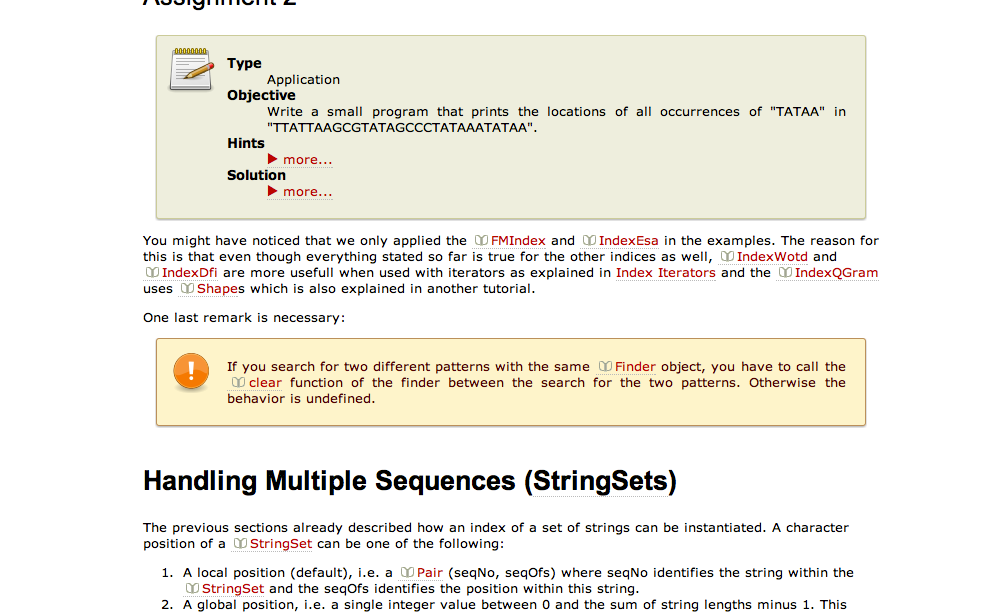 Assignment 2
Type
Application
Objective
Write a small program that prints the locations of all occurrences of "TATAA" in
"TTATTAAGCGTATAGCCCTATAAATATAA".
Hints
▶ more...
Solution
▶ more...
You might have noticed that we only applied the FMIndex and IndexEsa in the examples. The reason for
this is that even though everything stated so far is true for the other indices as well, IndexWotd and
IndexDfi are more usefull when used with iterators as explained in Index Iterators and the IndexQGram
uses Shapes which is also explained in another tutorial.
One last remark is necessary:
If you search for two different patterns with the same Finder object, you have to call the
clear function of the finder between the search for the two patterns. Otherwise the
behavior is undefined.
Handling Multiple Sequences (StringSets)
The previous sections already described how an index of a set of strings can be instantiated. A character
position of a StringSet can be one of the following:
1. A local position (default), i.e. a Pair (seqNo, seqOfs) where seqNo identifies the string within the
StringSet and the seqOfs identifies the position within this string.
2. A global position, i.e. a single integer value between 0 and the sum of string lengths minus 1. This